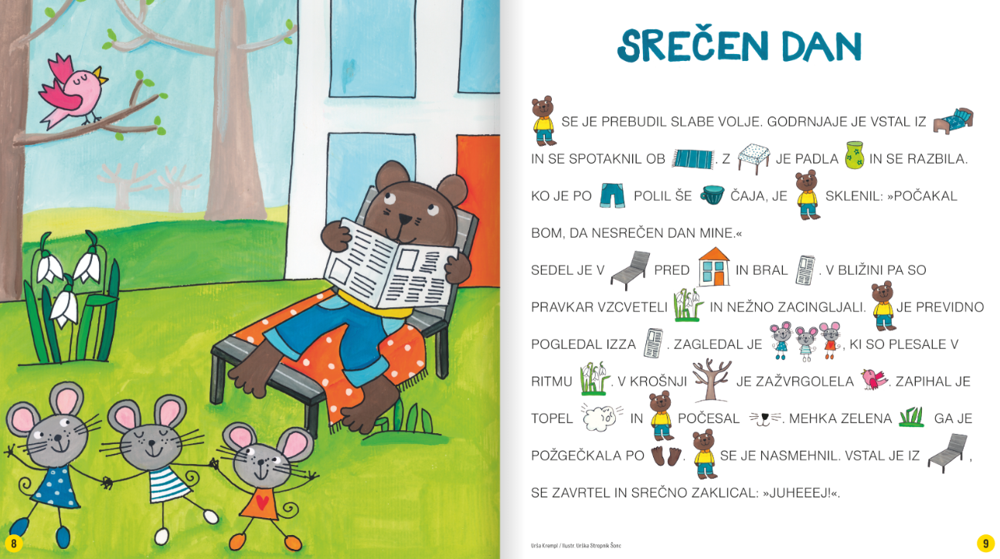 SREČEN DAN
SE JE PREBUDIL SLABE VOLJE. GODRNJAJE JE VSTAL IZ
IN SE SPOTAKNIL OB . Z JE PADLA IN SE RAZBILA.
KO JE PO POLIL ŠE ČAJA, JE SKLENIL: »POČAKAL
BOM, DA NESREČEN DAN MINE.«
SEDEL JE V PRED IN BRAL . V BLIŽINI PA SO
PRAVKAR VZCVETELI IN NEŽNO ZACINGLJALI. JE PREVIDNO
POGLEDAL IZZA . ZAGLEDAL JE , KI SO PLESALE V
RITMU . V KROŠNJI JE ZAŽVRGOLELA . ZAPIHAL JE
TOPEL IN POČESAL . MEHKA ZELENA GA JE
POŽGEČKALA PO . SE JE NASMEHNIL. VSTAL JE IZ ,
SE ZAVRTEL IN SREČNO ZAKLICAL: »JUHEEEJ!«.
8
Urša Krempl / Ilustr. Urška Stropnik Šonc
9